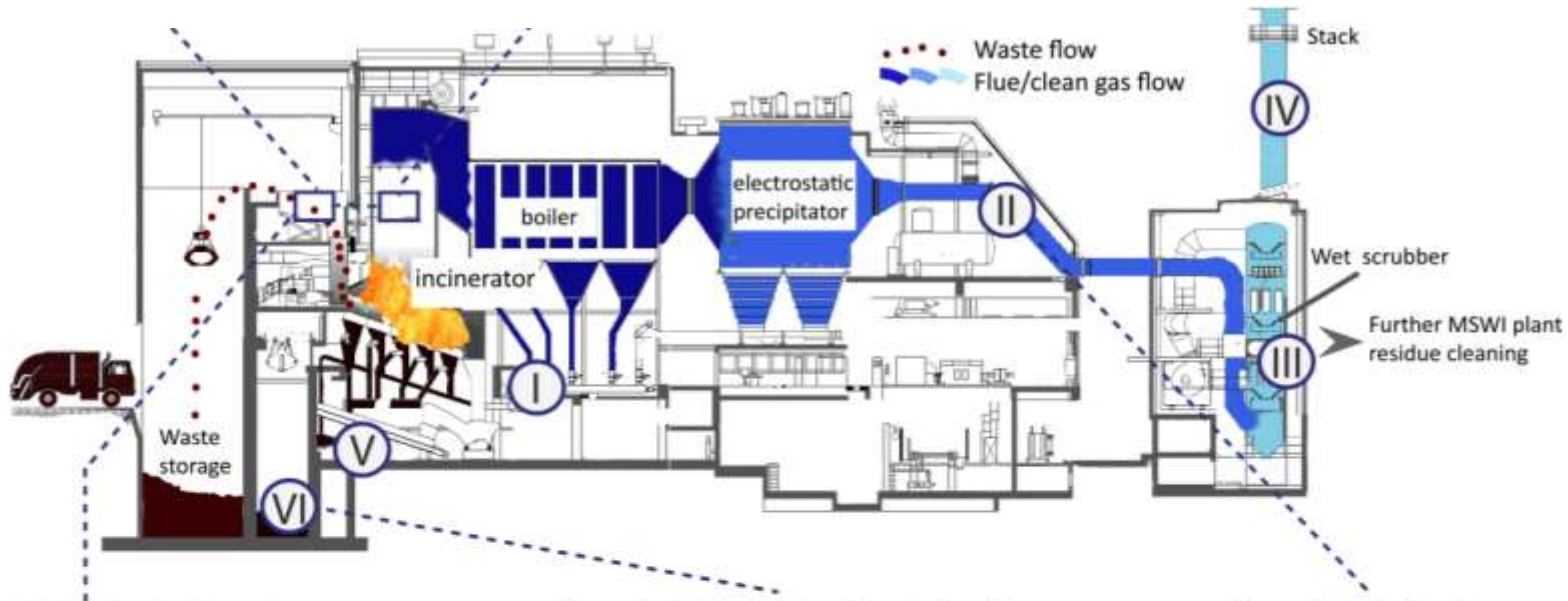 Waste flow
Flue/clean gas flow
Stack
IV
electrostatic
precipitator
boiler
II
incinerator
Wet scrubber
Further MSWI plant
residue cleaning
III
I
Waste
storage
V
VI